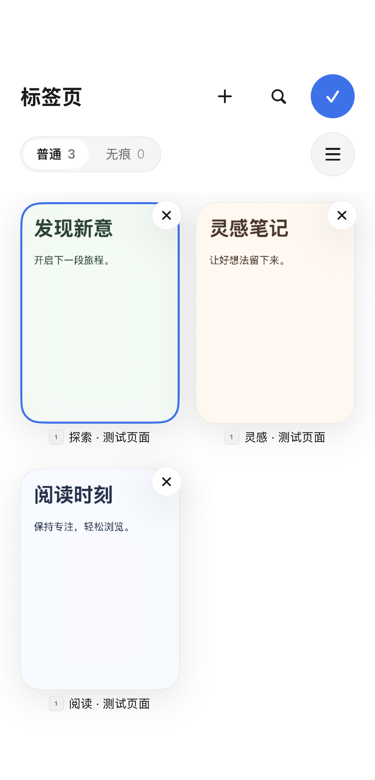 标签页
普通 3
无痕 0
发现新意
开启下一段旅程。
1 探索 · 测试页面
灵感笔记
让好想法留下来。
1 灵感 · 测试页面
阅读时刻
保持专注，轻松浏览。
1 阅读 · 测试页面